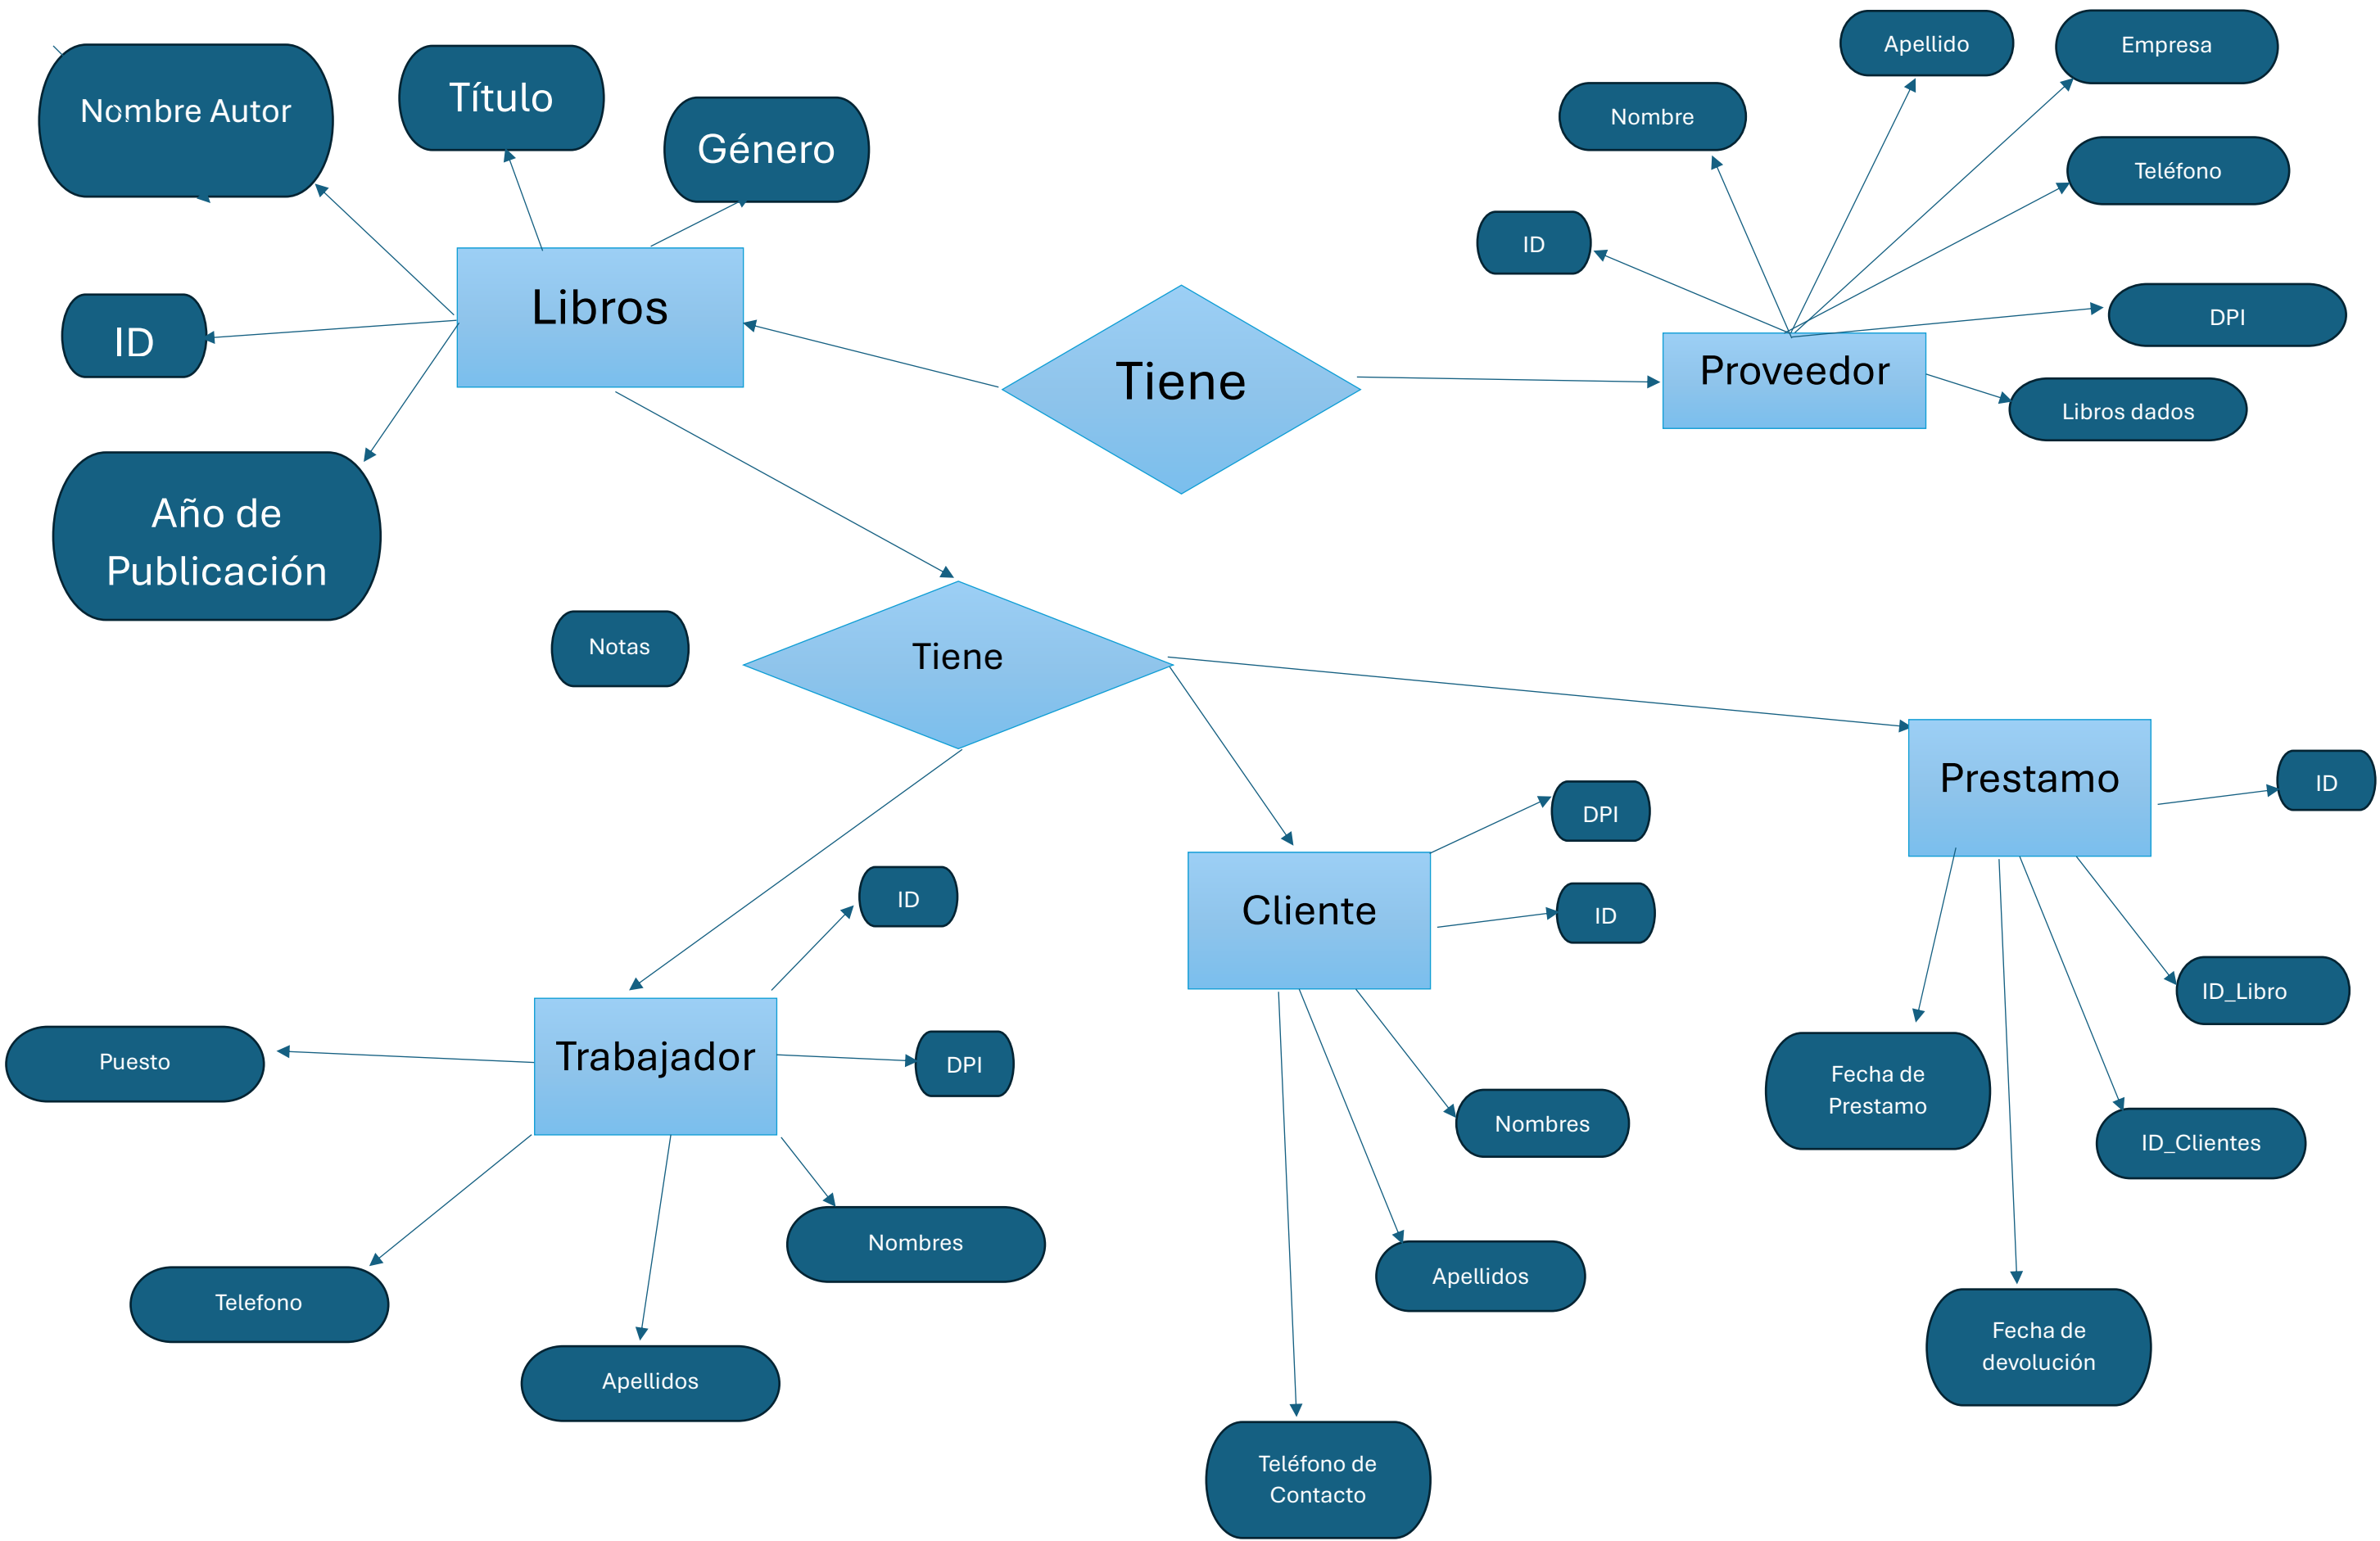 Nombre Autor
Título
Género
Apellido
Empresa
Nombre
Teléfono
ID
Libros
ID
DPI
Tiene
Proveedor
Libros dados
Año de
Publicación
Notas
Tiene
Prestamo
ID
DPI
Cliente
ID
ID
ID_Libro
Puesto
Trabajador
DPI
Fecha de
Prestamo
Nombres
ID_Clientes
Nombres
Telefono
Apellidos
Apellidos
Fecha de
devolución
Teléfono de
Contacto